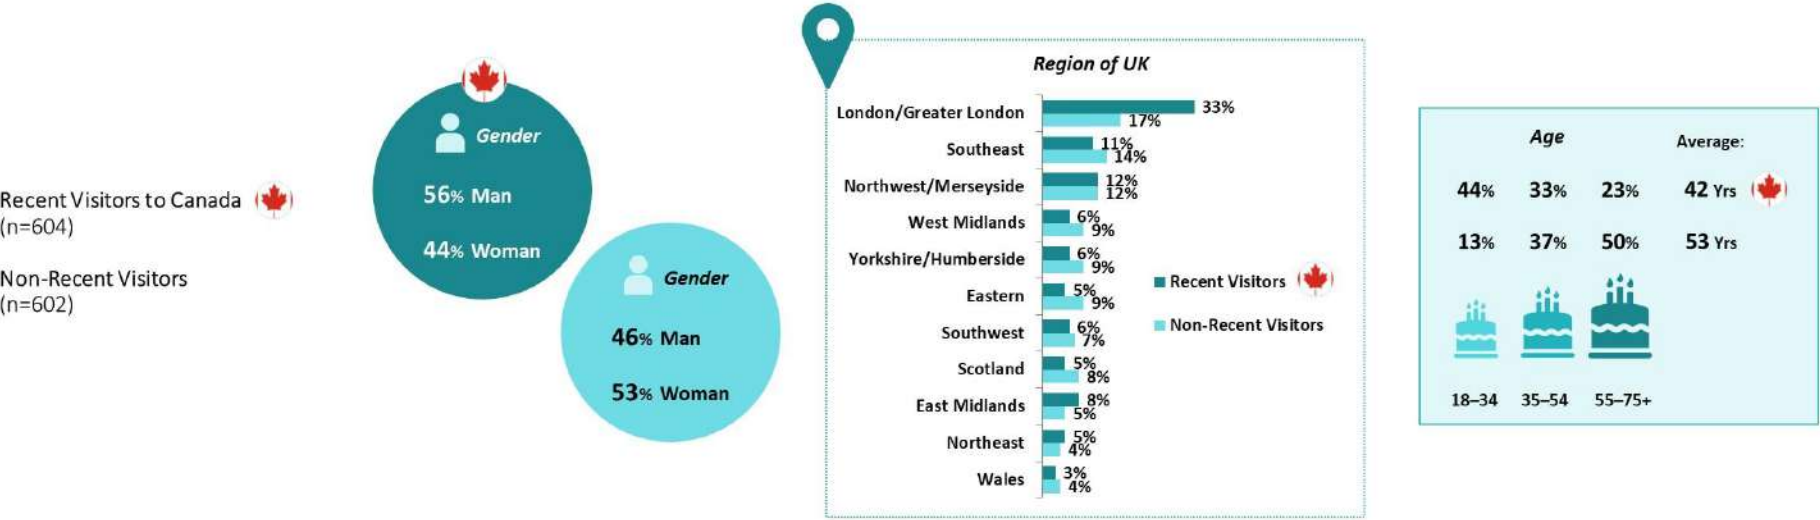 Recent Visitors to Canada
(n=604)
Non-Recent Visitors
(n=602)
Gender
56% Man
44% Woman
Gender
46% Man
53% Woman
Region of UK
London/Greater London 33% 17%
Southeast 11% 14%
Northwest/Merseyside 12% 12%
West Midlands 6% 9%
Yorkshire/Humberside 6% 9%
Eastern 5% 9%
Southwest 6% 7%
Scotland 5% 8%
East Midlands 8% 5%
Northeast 5% 4%
Wales 3% 4%
Recent Visitors
Non-Recent Visitors
Age Average:
44% 33% 23% 42 Yrs
13% 37% 50% 53 Yrs
18–34 35–54 55–75+